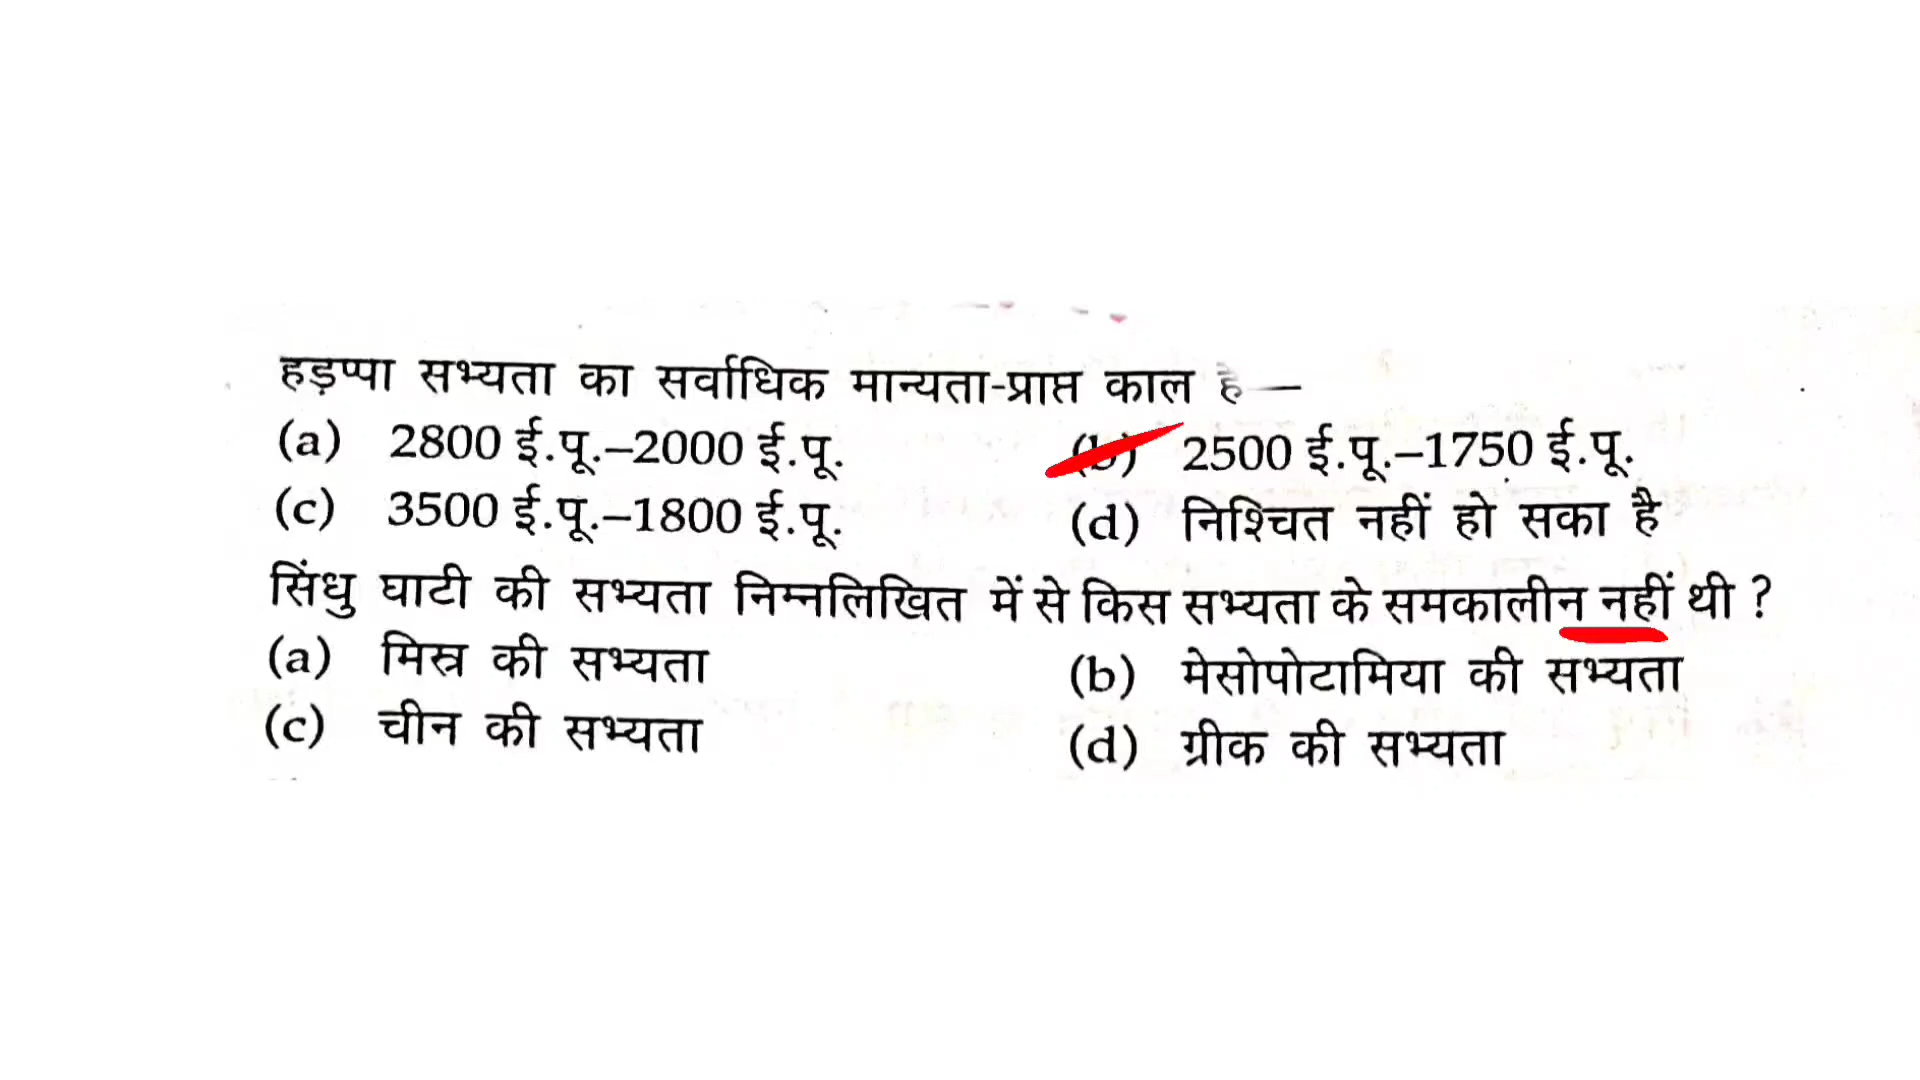 हड़प्पा सभ्यता का सर्वाधिक मान्यता-प्राप्त काल है—
(a) 2800 ई.पू.–2000 ई.पू. (b) 2500 ई.पू.–1750 ई.पू.
(c) 3500 ई.पू.–1800 ई.पू. (d) निश्चित नहीं हो सका है
सिंधु घाटी की सभ्यता निम्नलिखित में से किस सभ्यता के समकालीन नहीं थी ?
(a) मिस्र की सभ्यता (b) मेसोपोटामिया की सभ्यता
(c) चीन की सभ्यता (d) ग्रीक की सभ्यता